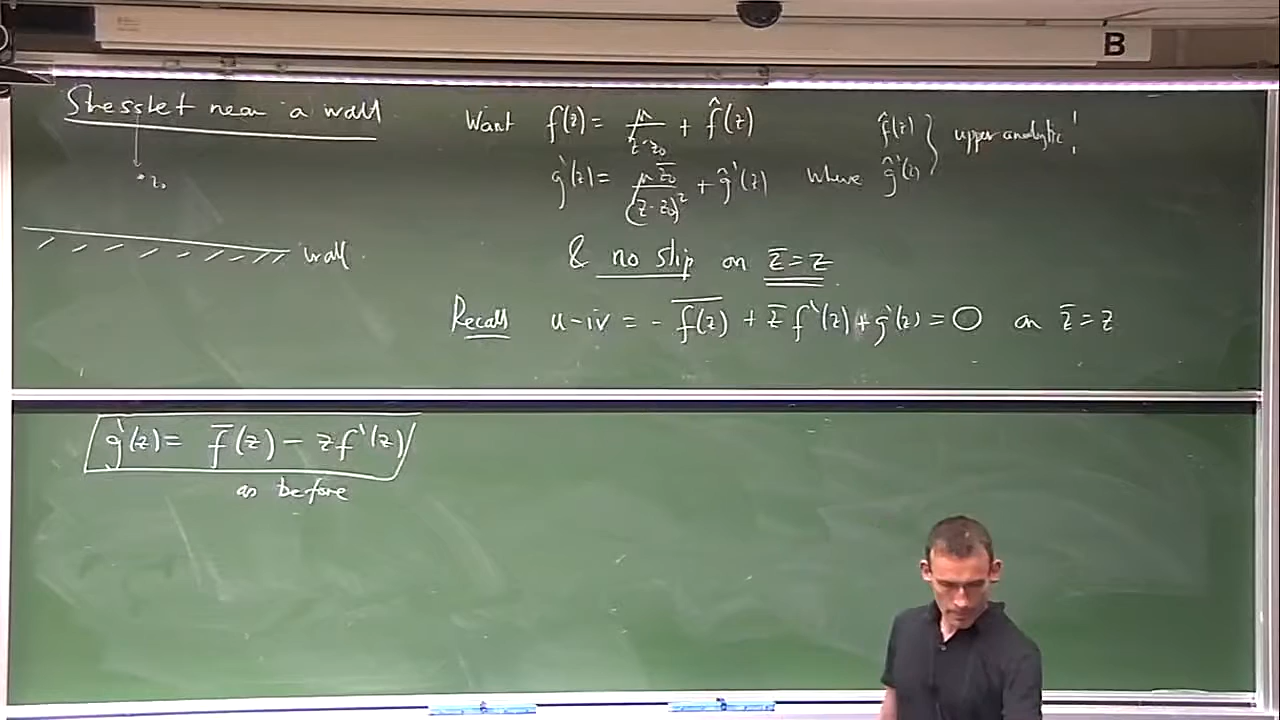 B
Stresslet near a wall
z₀
wall
Want f(z) = μ/(z-z₀) + f̂(z)
g'(z) = μ z̄₀/(z-z₀)² + ĝ'(z) where f̂(z) ĝ'(z) } upper analytic!
& no slip on z̄ = z
Recall u-iv = - \overline{f(z)} + z̄ f'(z) + g'(z) = 0 on z̄ = z
g'(z) = f̄(z) - z f'(z)
as before